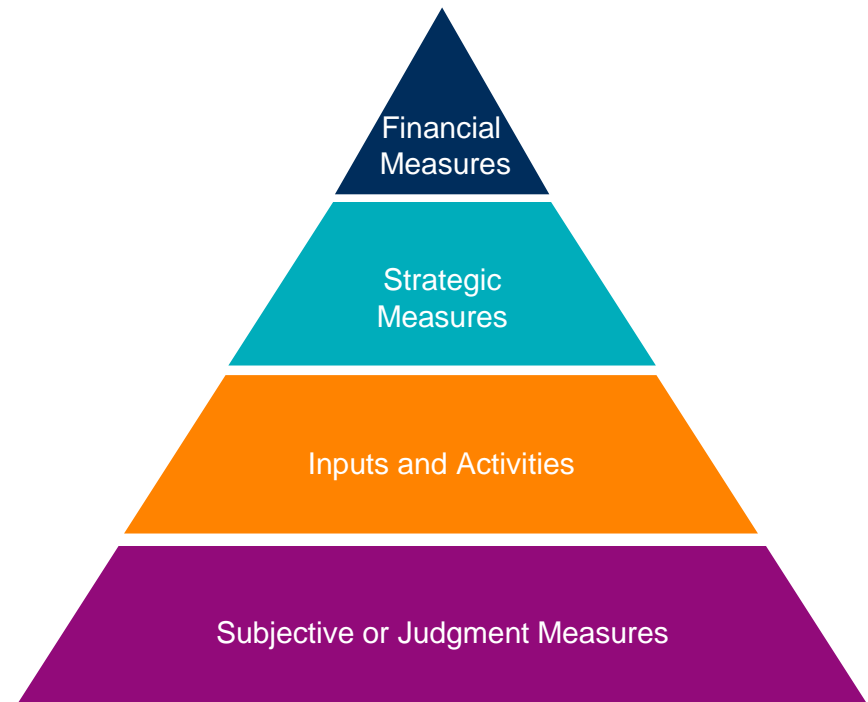 Financial
Measures
Strategic
Measures
Inputs and Activities
Subjective or Judgment Measures